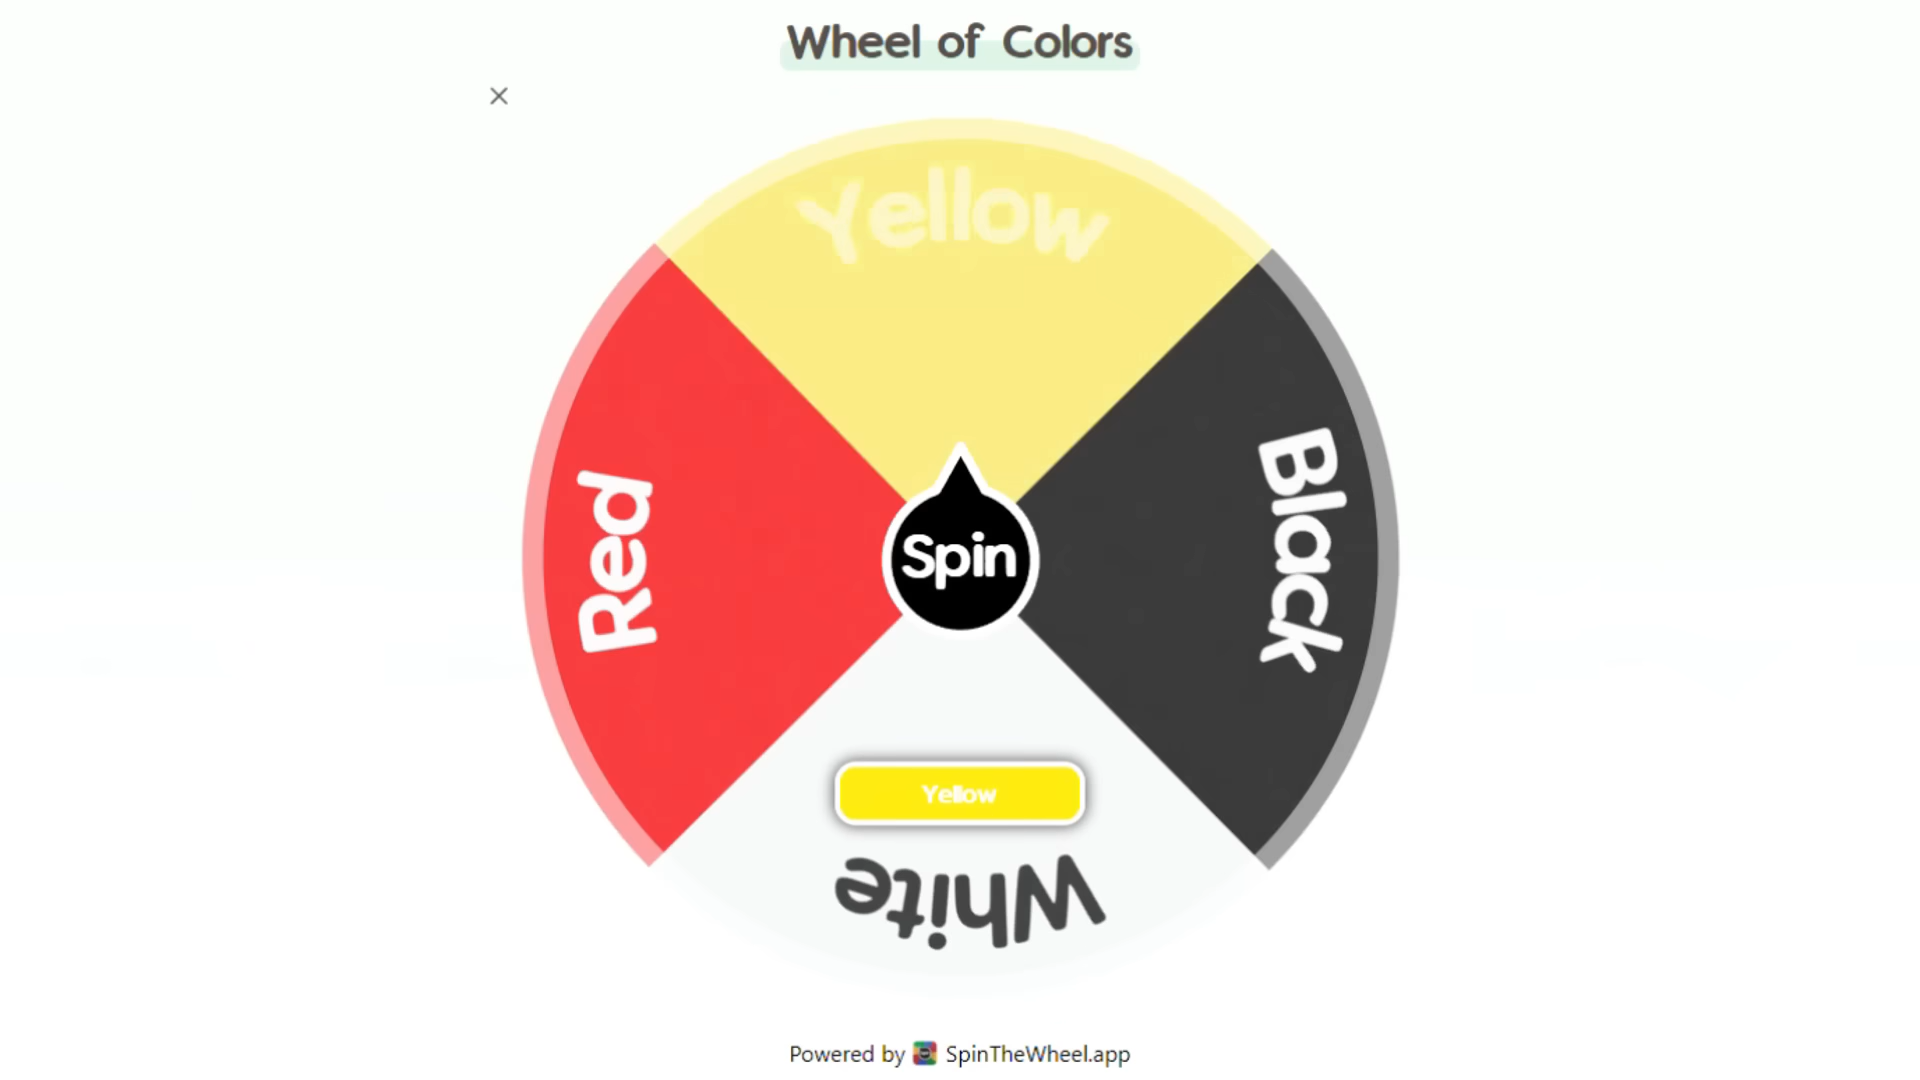 Wheel of Colors
Yellow
Red
Black
Spin
Yellow
White
Powered by SpinTheWheel.app